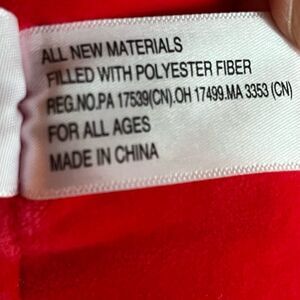 ALL NEW MATERIALS
FILLED WITH POLYESTER FIBER
REG.NO.PA 17539(CN).OH 17499.MA 3353 (CN)
FOR ALL AGES
MADE IN CHINA